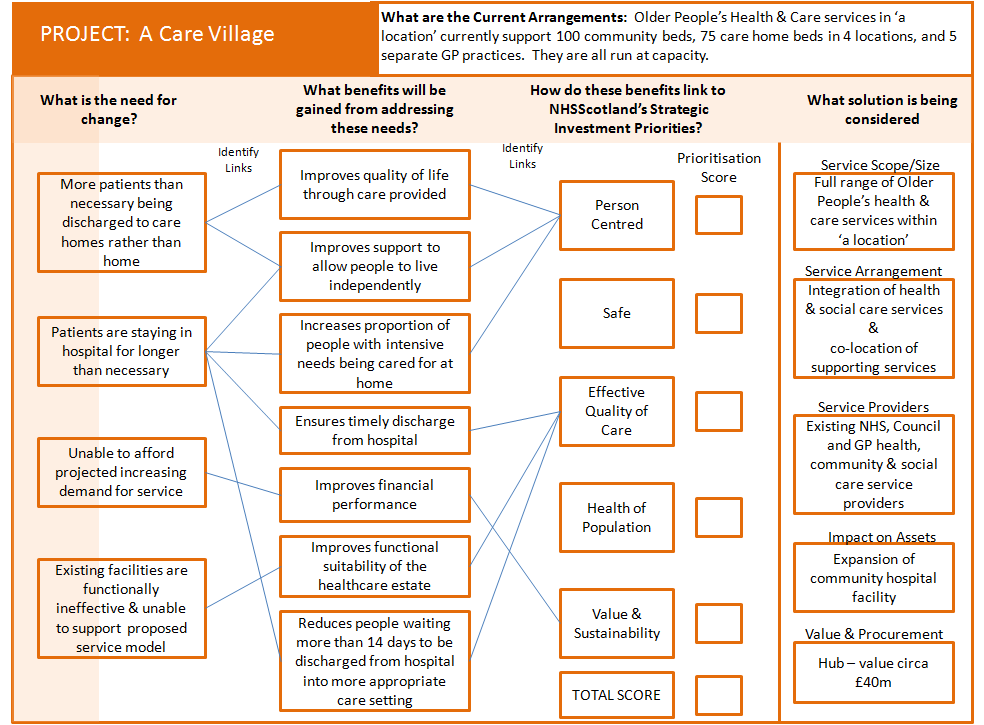 PROJECT: A Care Village
What are the Current Arrangements: Older People’s Health & Care services in ‘a
location’ currently support 100 community beds, 75 care home beds in 4 locations, and 5
separate GP practices. They are all run at capacity.
What is the need for
change?
What benefits will be
gained from addressing
these needs?
How do these benefits link to
NHSScotland’s Strategic
Investment Priorities?
What solution is being
considered
Identify
Links
Identify
Links
Prioritisation
Score
More patients than
necessary being
discharged to care
homes rather than
home
Patients are staying in
hospital for longer
than necessary
Unable to afford
projected increasing
demand for service
Existing facilities are
functionally
ineffective & unable
to support proposed
service model
Improves quality of life
through care provided
Improves support to
allow people to live
independently
Increases proportion of
people with intensive
needs being cared for at
home
Ensures timely discharge
from hospital
Improves financial
performance
Improves functional
suitability of the
healthcare estate
Reduces people waiting
more than 14 days to be
discharged from hospital
into more appropriate
care setting
Person
Centred
Safe
Effective
Quality of
Care
Health of
Population
Value &
Sustainability
TOTAL SCORE
Service Scope/Size
Full range of Older
People’s health &
care services within
‘a location’
Service Arrangement
Integration of health
& social care services
&
co-location of
supporting services
Service Providers
Existing NHS, Council
and GP health,
community & social
care service
providers
Impact on Assets
Expansion of
community hospital
facility
Value & Procurement
Hub – value circa
£40m